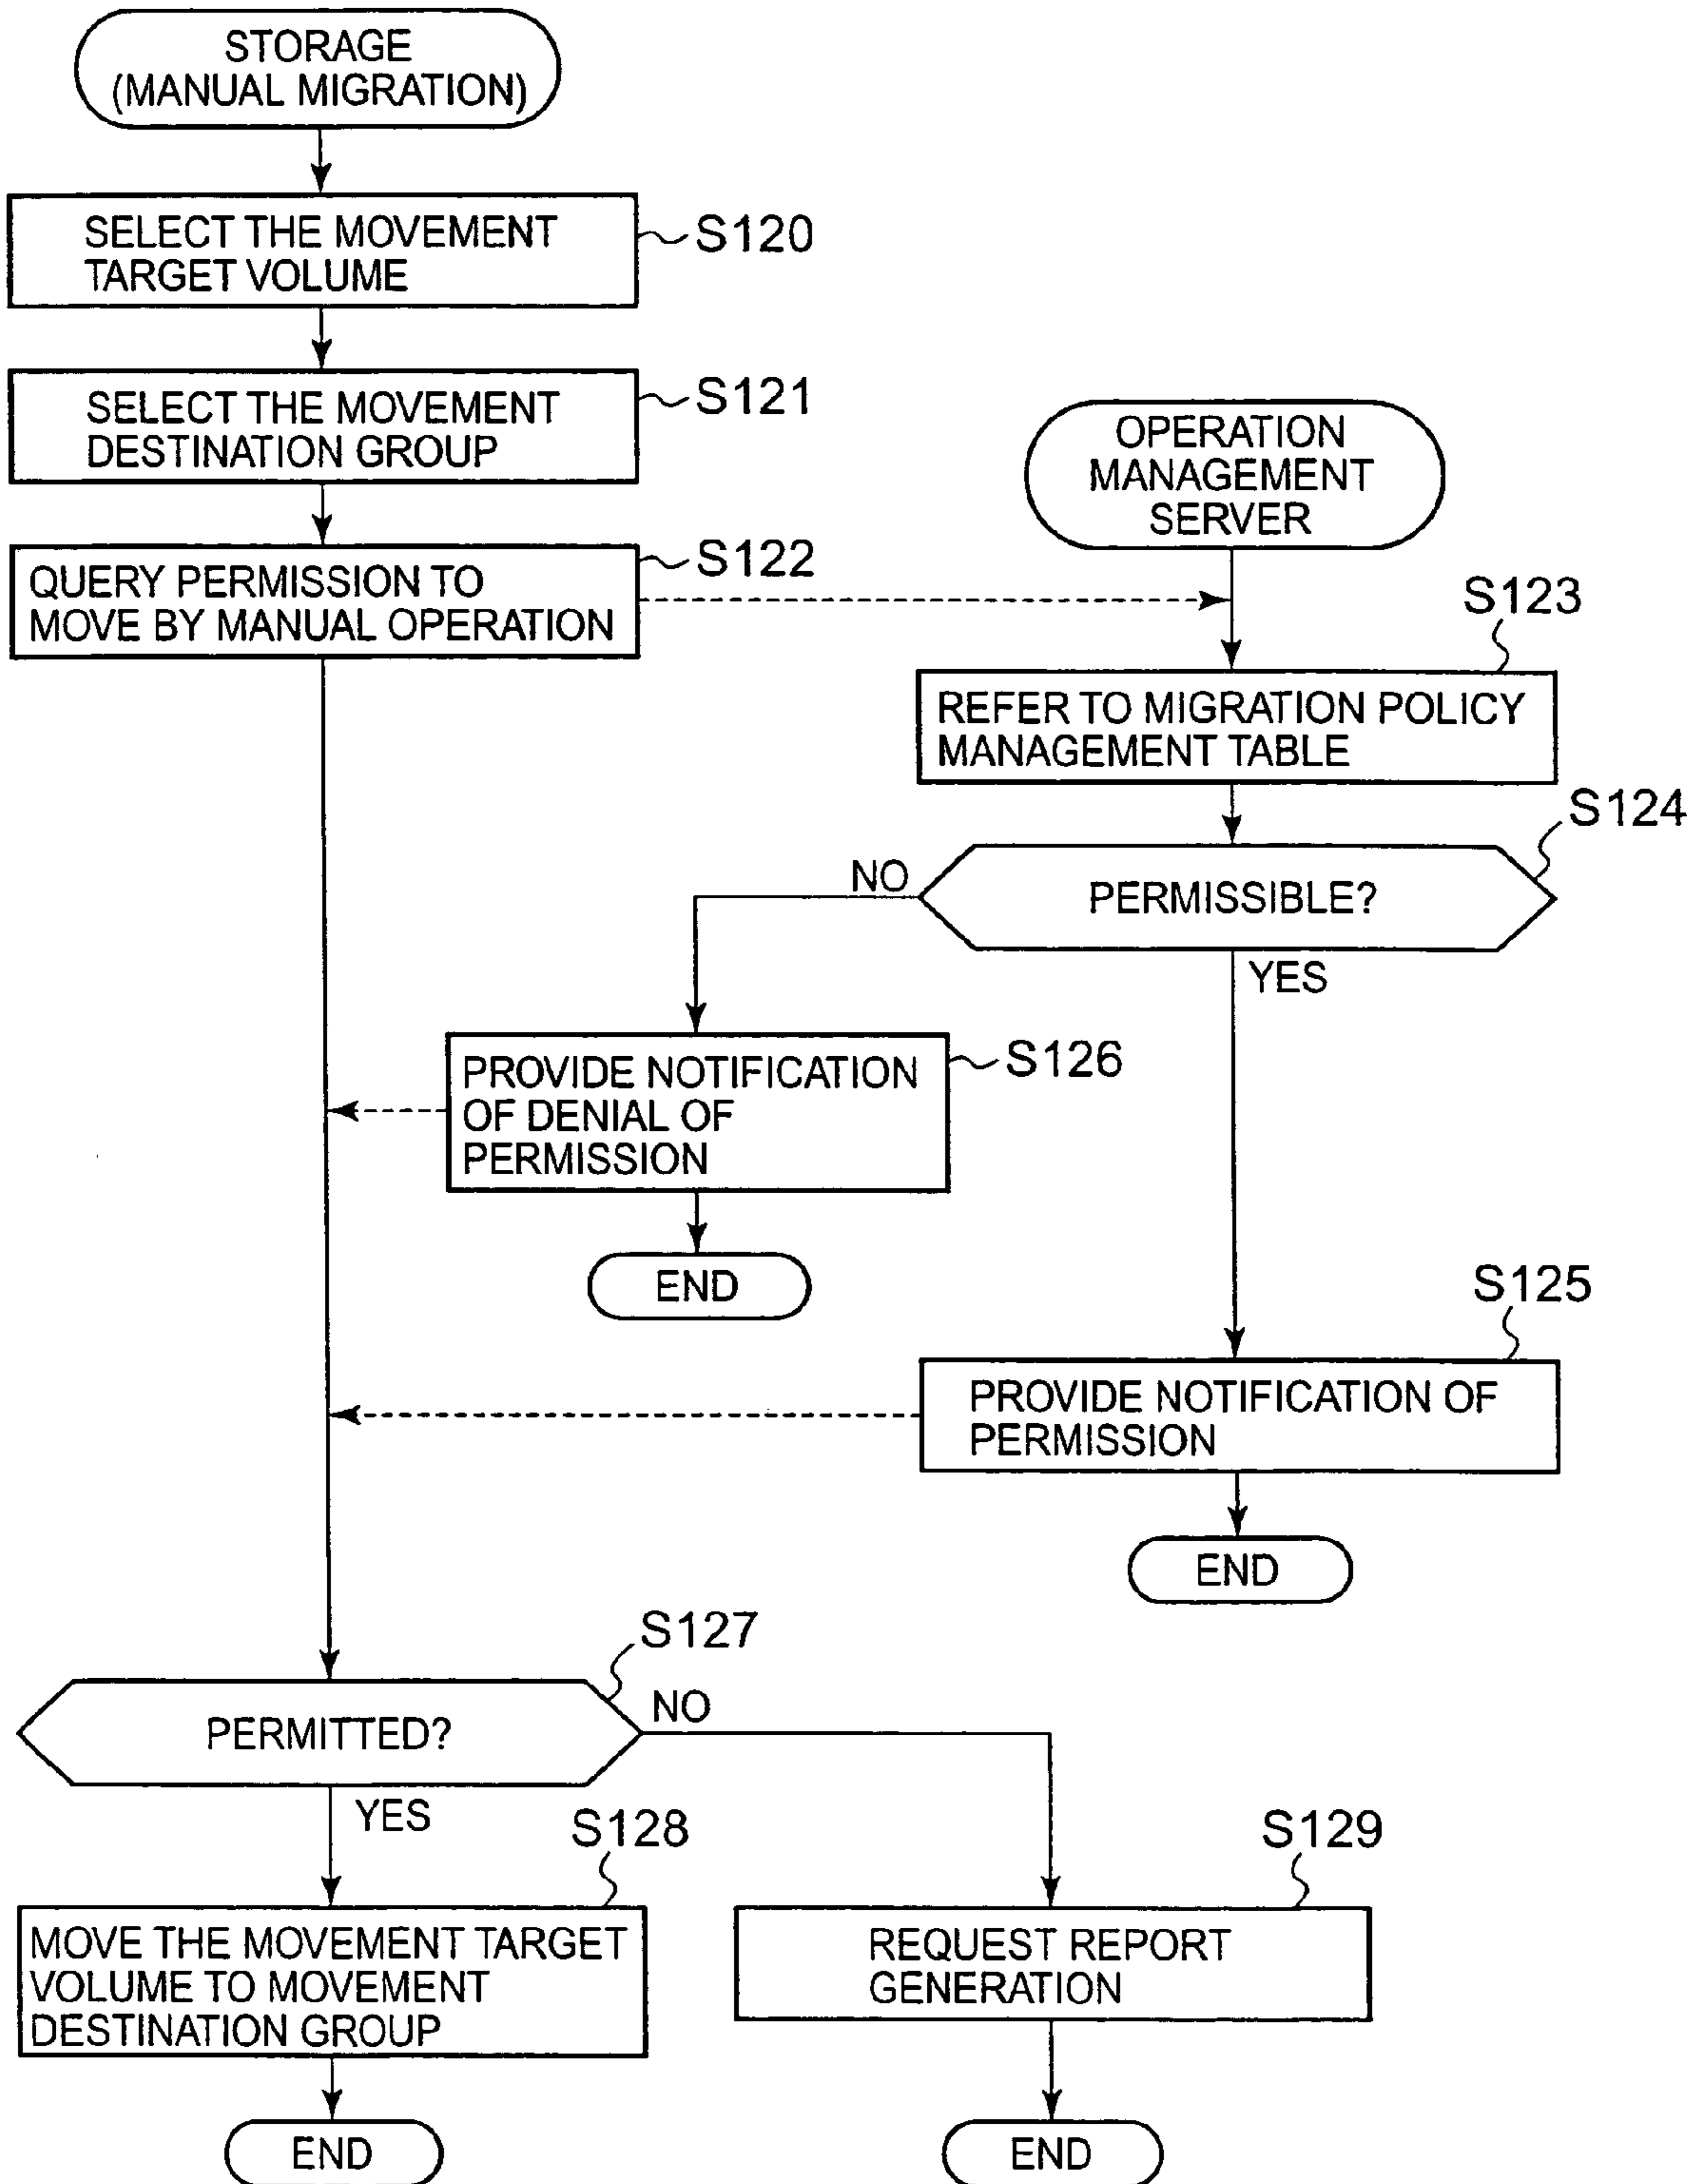 STORAGE
(MANUAL MIGRATION)
SELECT THE MOVEMENT
TARGET VOLUME
S120
SELECT THE MOVEMENT
DESTINATION GROUP
S121
OPERATION
MANAGEMENT
SERVER
QUERY PERMISSION TO
MOVE BY MANUAL OPERATION
S122
S123
REFER TO MIGRATION POLICY
MANAGEMENT TABLE
S124
PERMISSIBLE?
NO
YES
PROVIDE NOTIFICATION
OF DENIAL OF
PERMISSION
S126
END
S125
PROVIDE NOTIFICATION OF
PERMISSION
END
S127
PERMITTED?
NO
YES
S128
MOVE THE MOVEMENT TARGET
VOLUME TO MOVEMENT
DESTINATION GROUP
END
S129
REQUEST REPORT
GENERATION
END